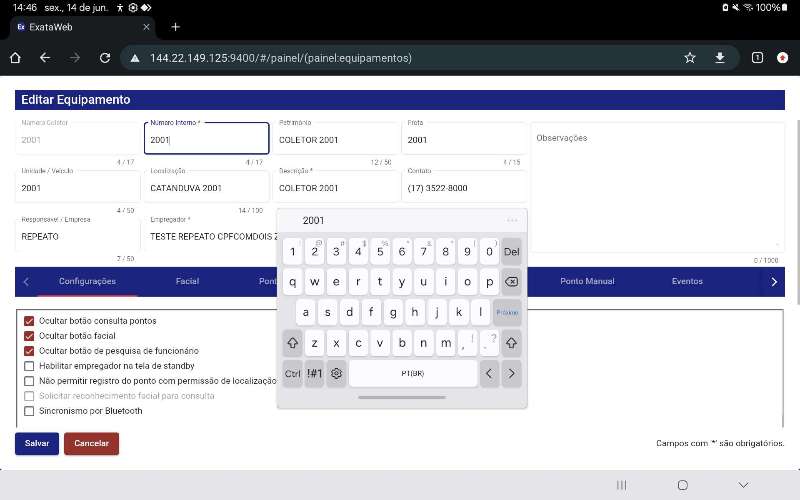 14:46 sex., 14 de jun.
100%
Ex ExataWeb
144.22.149.125:9400/#/painel/(painel:equipamentos)
1
Editar Equipamento
Número Coletor
2001
4 / 17
Número Interno *
2001
4 / 17
Patrimônio
COLETOR 2001
12 / 50
Frota
2001
4 / 15
Observações
0 / 1000
Unidade / Veículo
2001
4 / 50
Localização
CATANDUVA 2001
14 / 100
Descrição *
COLETOR 2001
Contato
(17) 3522-8000
Responsável / Empresa
REPEATO
7 / 50
Empregador *
TESTE REPEATO CPFCOMDOIS
Configurações
Facial
Pont
Ponto Manual
Eventos
2001
1 2 3 4 5 6 7 8 9 0 Del
q w e r t y u i o p
a s d f g h j k l Próximo
z x c v b n m , .
Ctrl !#1 PT(BR)
Ocultar botão consulta pontos
Ocultar botão facial
Ocultar botão de pesquisa de funcionário
Habilitar empregador na tela de standby
Não permitir registro do ponto com permissão de localização
Solicitar reconhecimento facial para consulta
Sincronismo por Bluetooth
Salvar
Cancelar
Campos com '*' são obrigatórios.